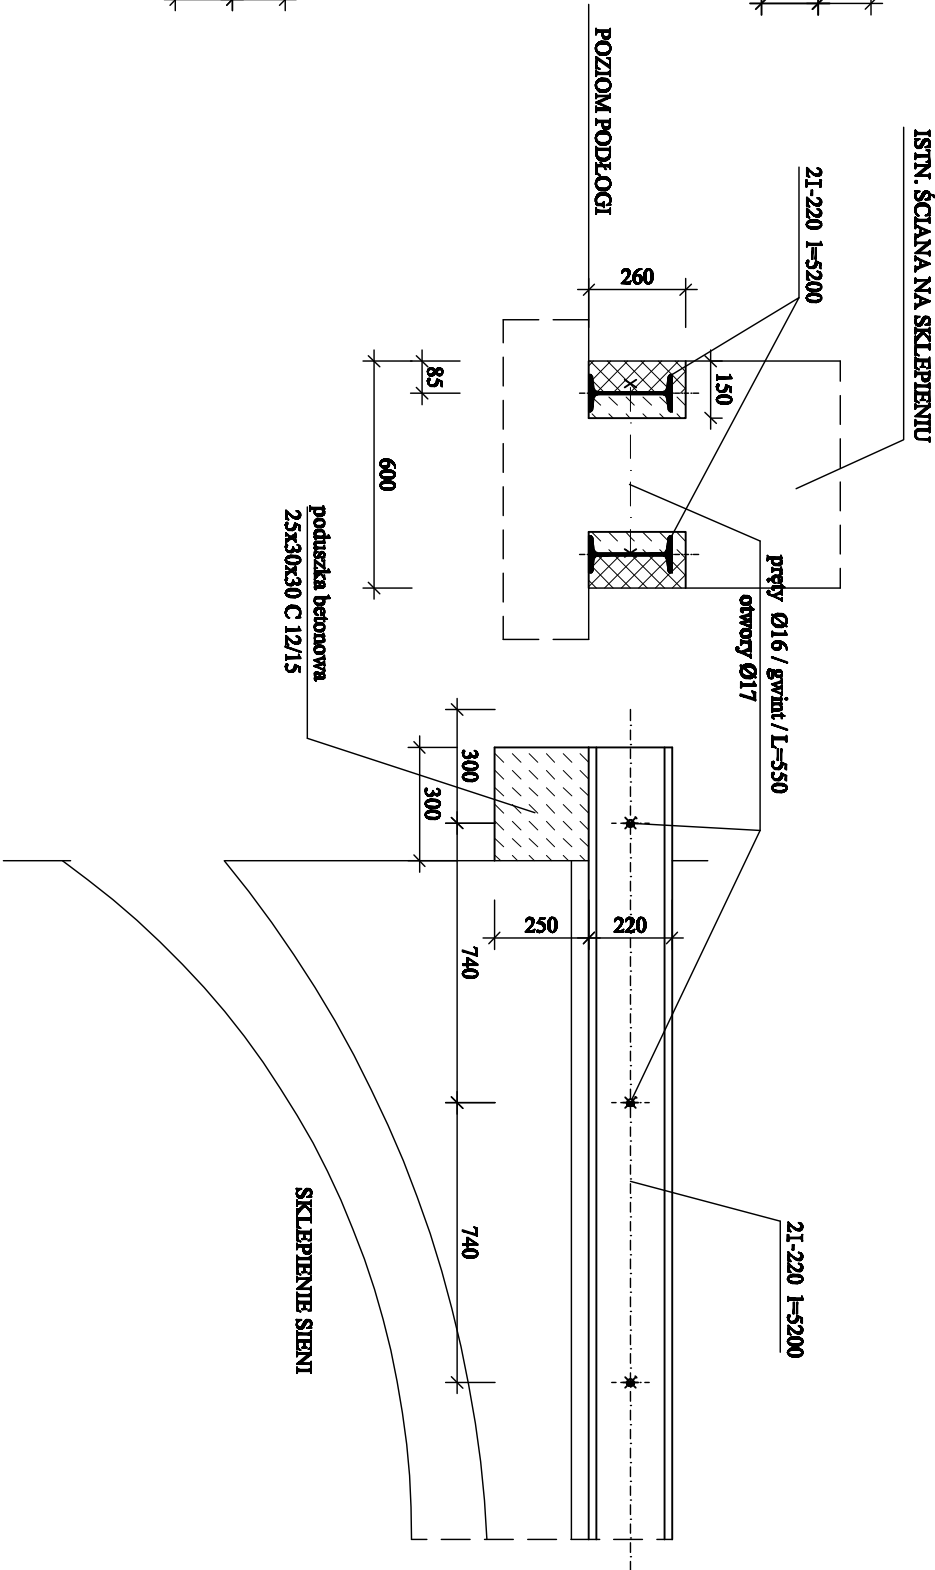 ISTN. ŚCIANA NA SKLEPIENIU
2I-220 l=5200
POZIOM PODŁOGI
260
150
85
600
pręty Ø16 / gwint / L=550
otwory Ø17
poduszka betonowa
25x30x30 C 12/15
300
300
250
220
740
740
2I-220 l=5200
SKLEPIENIE SIENI